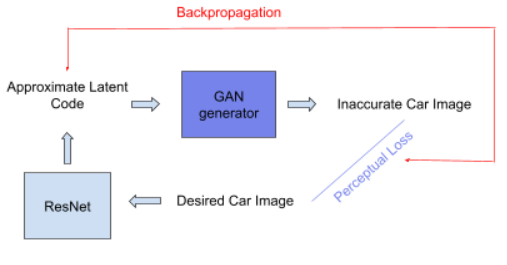 Backpropagation
Approximate Latent
Code
GAN
generator
Inaccurate Car Image
Perceptual Loss
Desired Car Image
ResNet